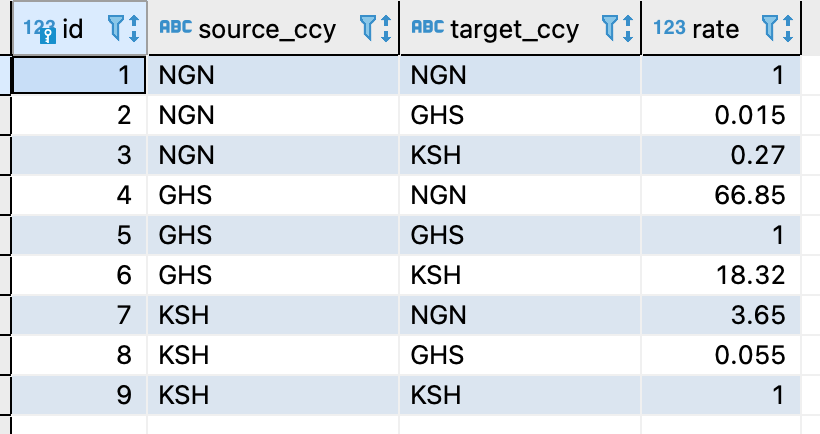 123 id ABC source_ccy ABC target_ccy 123 rate
1 NGN NGN 1
2 NGN GHS 0.015
3 NGN KSH 0.27
4 GHS NGN 66.85
5 GHS GHS 1
6 GHS KSH 18.32
7 KSH NGN 3.65
8 KSH GHS 0.055
9 KSH KSH 1